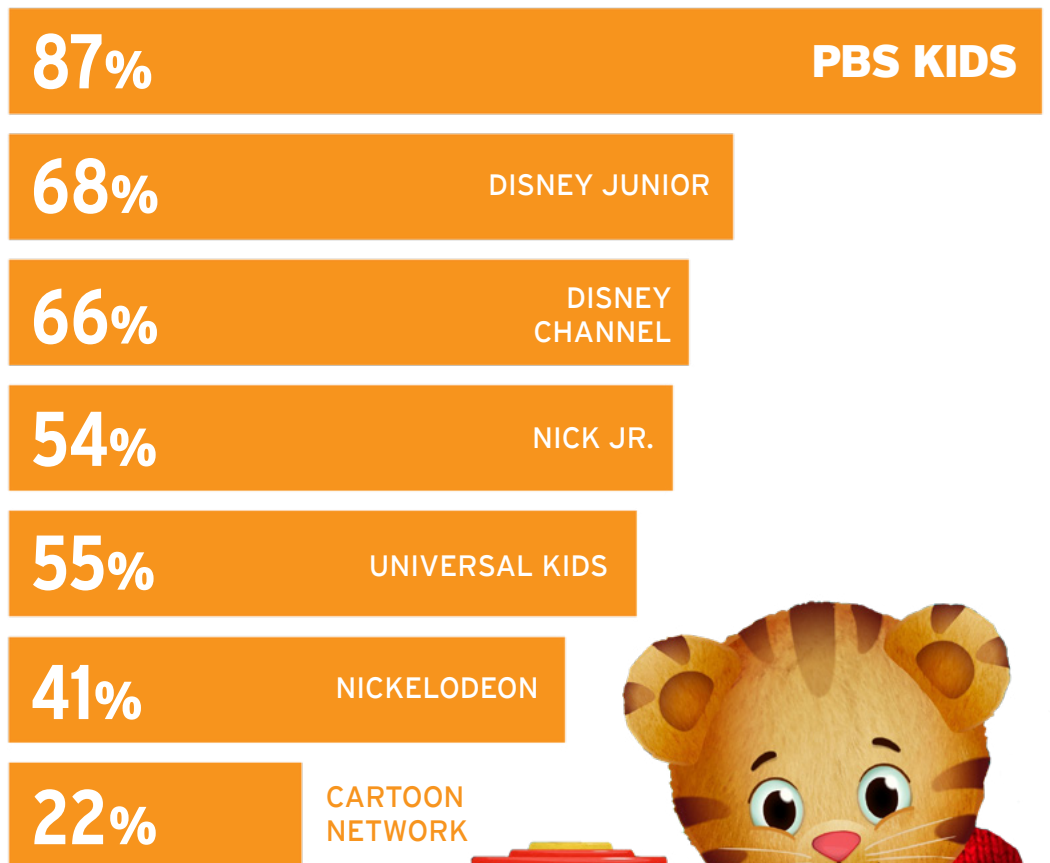 87% PBS KIDS
68% DISNEY JUNIOR
66% DISNEY
CHANNEL
54% NICK JR.
55% UNIVERSAL KIDS
41% NICKELODEON
22% CARTOON
NETWORK